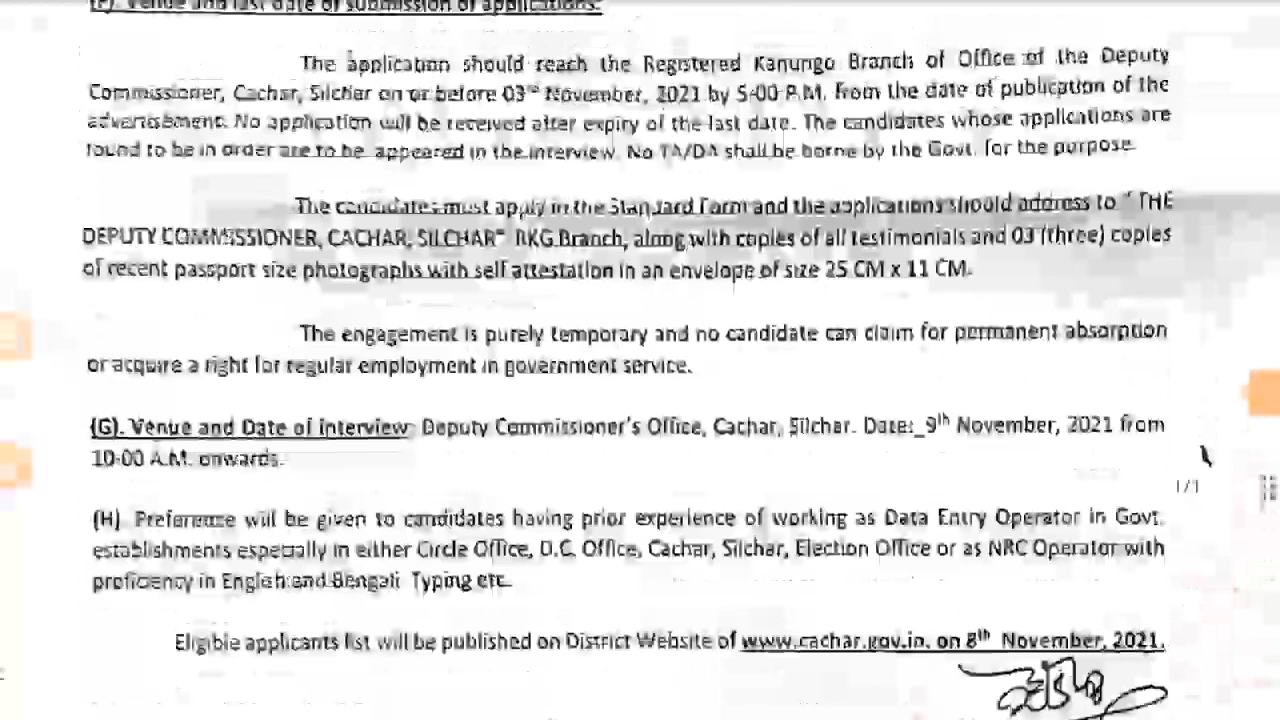 (F). Venue and last date of submission of applications:
The application should reach the Registered Kanungo Branch of Office of the Deputy
Commissioner, Cachar, Silchar on or before 03rd November, 2021 by 5:00 P.M. from the date of publication of the
advertisement. No application will be received after expiry of the last date. The candidates whose applications are
found to be in order are to be appeared in the interview. No TA/DA shall be borne by the Govt. for the purpose.
The candidates must apply in the Standard Form and the applications should address to " THE
DEPUTY COMMISSIONER, CACHAR, SILCHAR" RKG.Branch, along with copies of all testimonials and 03 (three) copies
of recent passport size photographs with self attestation in an envelope of size 25 CM x 11 CM.
The engagement is purely temporary and no candidate can claim for permanent absorption
or acquire a right for regular employment in government service.
(G). Venue and Date of interview: Deputy Commissioner's Office, Cachar, Silchar. Date:_9th November, 2021 from
10:00 A.M. onwards.
1/1
(H). Preference will be given to candidates having prior experience of working as Data Entry Operator in Govt.
establishments especially in either Circle Office, D.C. Office, Cachar, Silchar, Election Office or as NRC Operator with
proficiency in English and Bengali Typing etc.
Eligible applicants list will be published on District Website of www.cachar.gov.in. on 8th November, 2021.